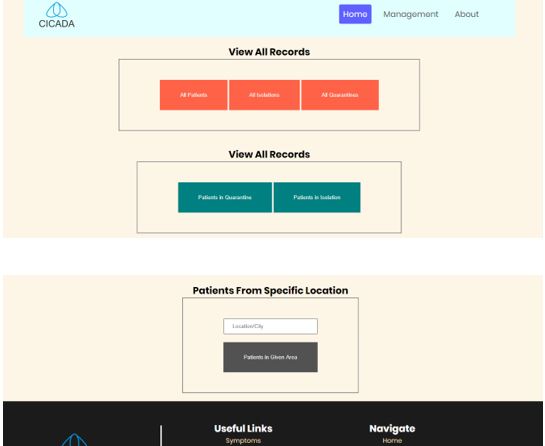 CICADA
Home Management About
View All Records
All Patients All Isolations All Quarantines
View All Records
Patients in Quarantine Patients in Isolation
Patients From Specific Location
Location/City
Patients In Given Area
Useful Links Navigate
Symptoms Home